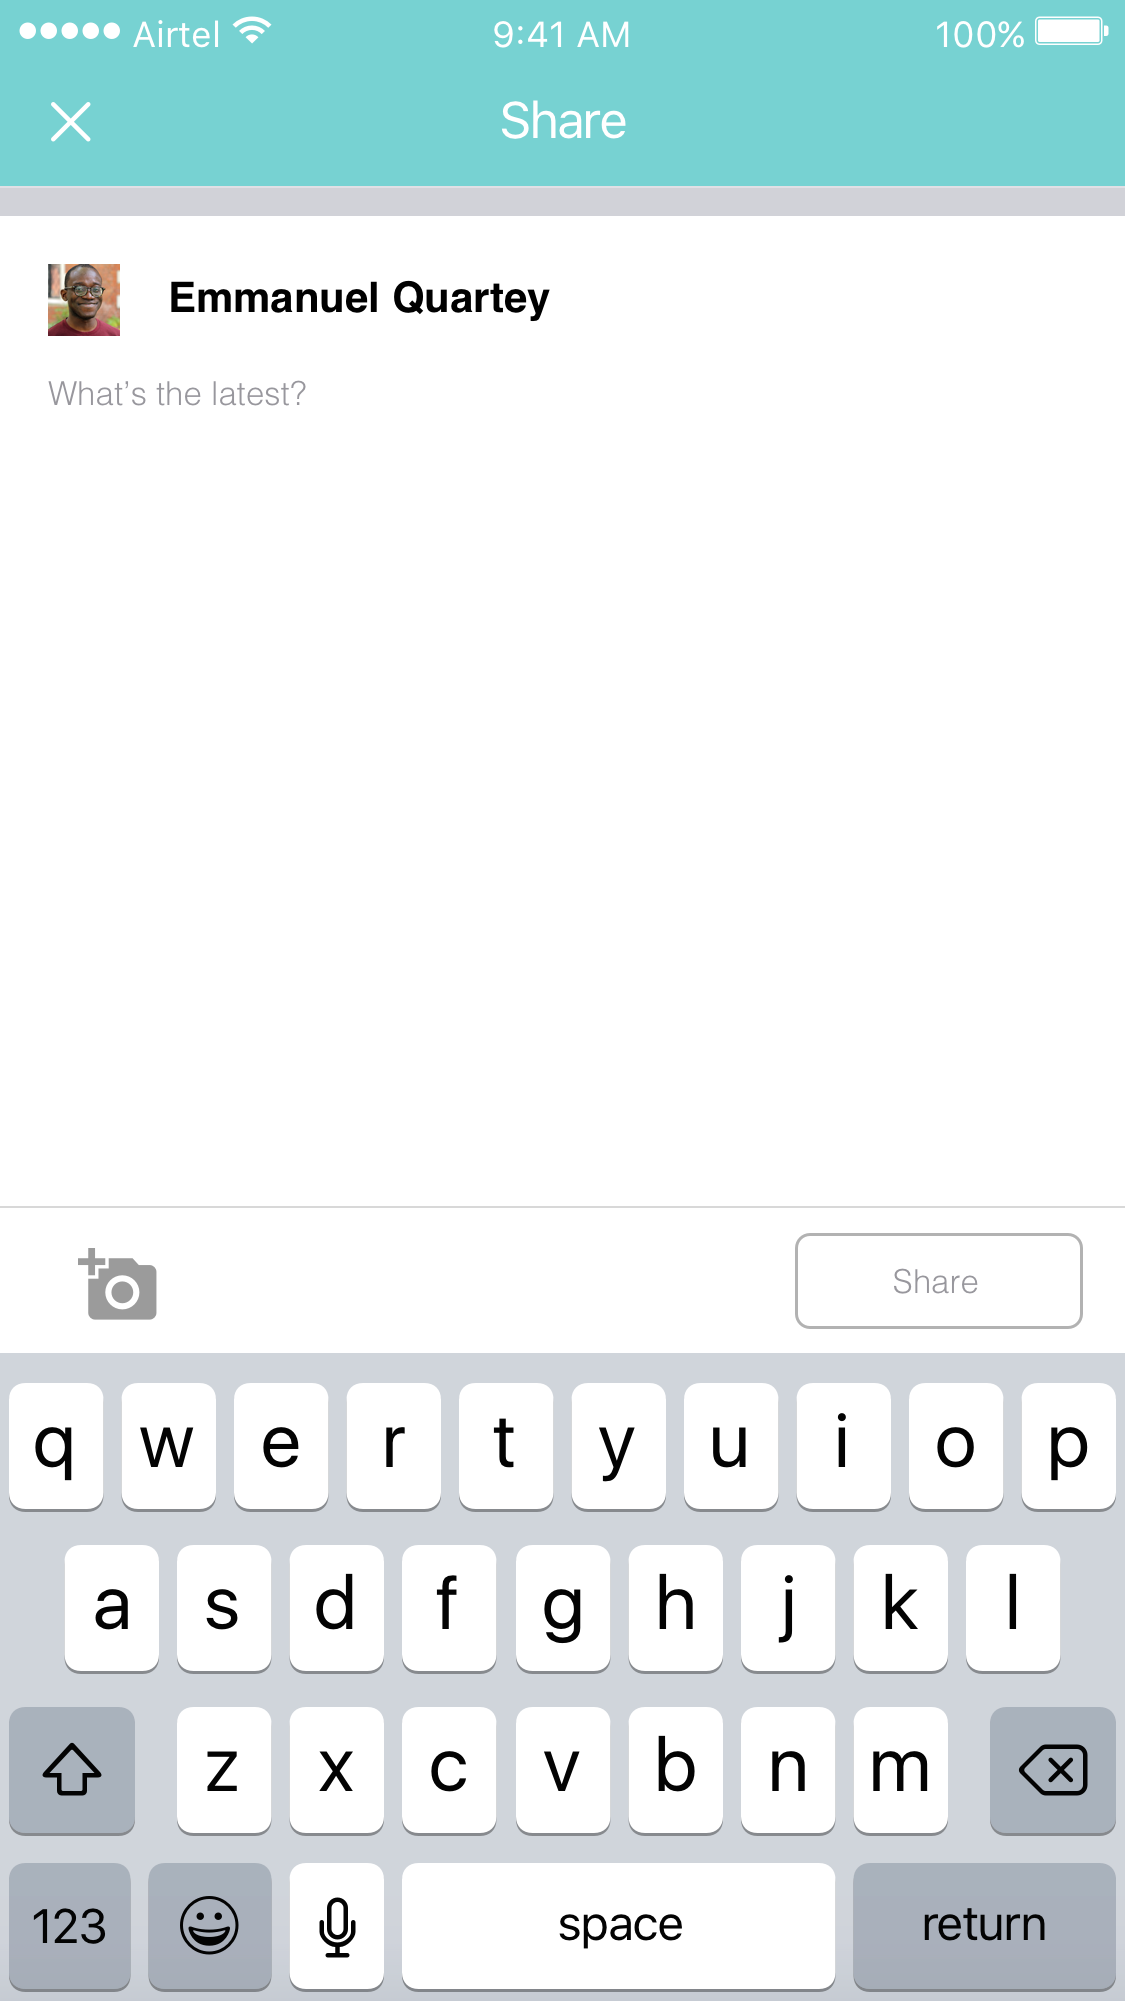 Airtel 9:41 AM 100%
Share
Emmanuel Quartey
What's the latest?
Share
q w e r t y u i o p
a s d f g h j k l
z x c v b n m
123 space return